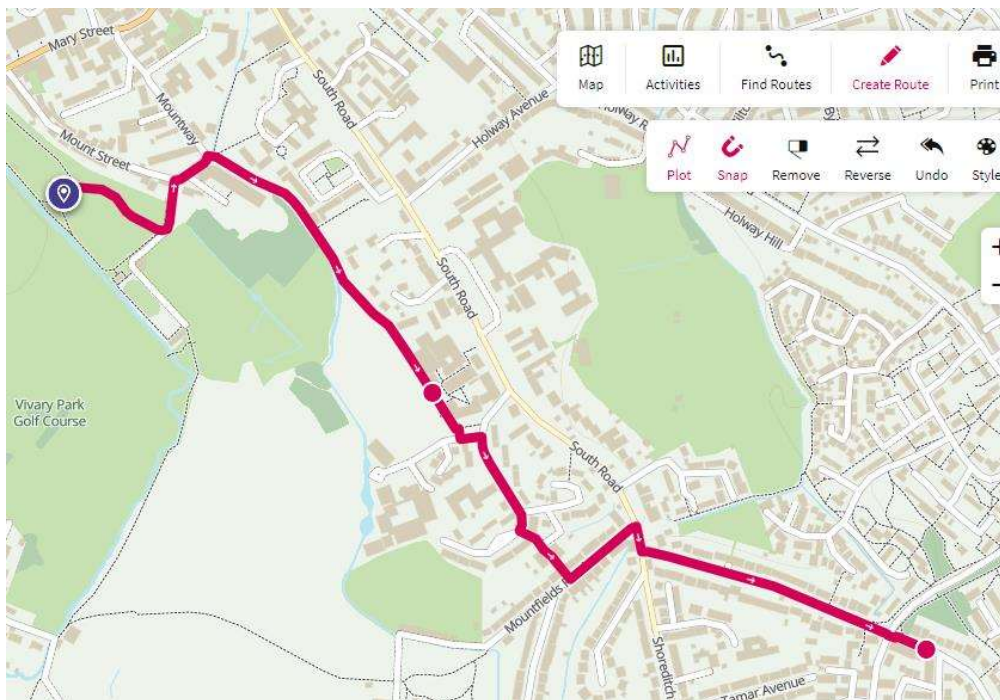 Mary Street
Mountway
Mount Street
South Road
Holway Avenue
Map
Activities
Find Routes
Create Route
Print
Plot
Snap
Remove
Reverse
Undo
Style
Holway Hill
South Road
Vivary Park
Golf Course
South Road
Mountfields
Shoreditch
Tamar Avenue